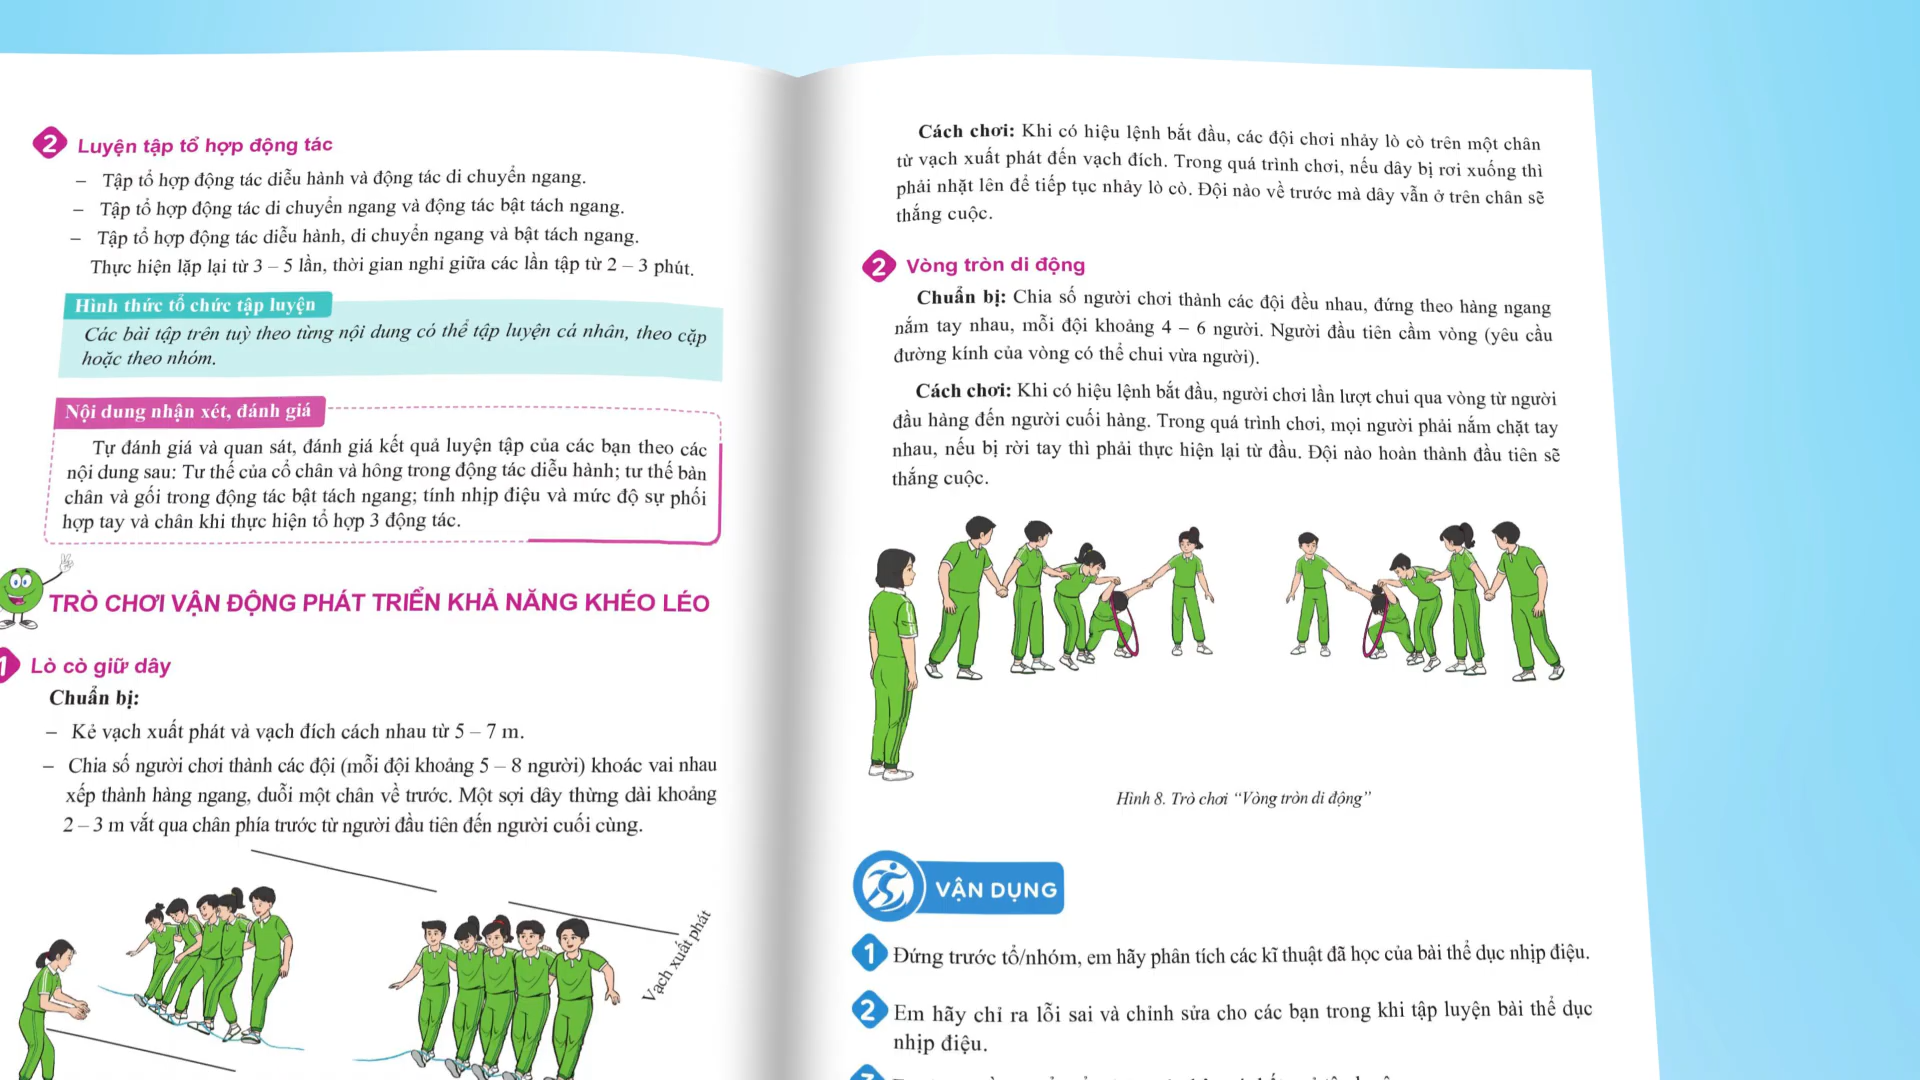 2 Luyện tập tổ hợp động tác
– Tập tổ hợp động tác diễu hành và động tác di chuyển ngang.
– Tập tổ hợp động tác di chuyển ngang và động tác bật tách ngang.
– Tập tổ hợp động tác diễu hành, di chuyển ngang và bật tách ngang.
Thực hiện lặp lại từ 3 – 5 lần, thời gian nghỉ giữa các lần tập từ 2 – 3 phút.
Hình thức tổ chức tập luyện
Các bài tập trên tuỳ theo từng nội dung có thể tập luyện cá nhân, theo cặp
hoặc theo nhóm.
Nội dung nhận xét, đánh giá
Tự đánh giá và quan sát, đánh giá kết quả luyện tập của các bạn theo các
nội dung sau: Tư thế của cổ chân và hông trong động tác diễu hành; tư thế bàn
chân và gối trong động tác bật tách ngang; tính nhịp điệu và mức độ sự phối
hợp tay và chân khi thực hiện tổ hợp 3 động tác.
TRÒ CHƠI VẬN ĐỘNG PHÁT TRIỂN KHẢ NĂNG KHÉO LÉO
1 Lò cò giữ dây
Chuẩn bị:
– Kẻ vạch xuất phát và vạch đích cách nhau từ 5 – 7 m.
– Chia số người chơi thành các đội (mỗi đội khoảng 5 – 8 người) khoác vai nhau
xếp thành hàng ngang, duỗi một chân về trước. Một sợi dây thừng dài khoảng
2 – 3 m vắt qua chân phía trước từ người đầu tiên đến người cuối cùng.
Vạch xuất phát
Cách chơi: Khi có hiệu lệnh bắt đầu, các đội chơi nhảy lò cò trên một chân
từ vạch xuất phát đến vạch đích. Trong quá trình chơi, nếu dây bị rơi xuống thì
phải nhặt lên để tiếp tục nhảy lò cò. Đội nào về trước mà dây vẫn ở trên chân sẽ
thắng cuộc.
2 Vòng tròn di động
Chuẩn bị: Chia số người chơi thành các đội đều nhau, đứng theo hàng ngang
nắm tay nhau, mỗi đội khoảng 4 – 6 người. Người đầu tiên cầm vòng (yêu cầu
đường kính của vòng có thể chui vừa người).
Cách chơi: Khi có hiệu lệnh bắt đầu, người chơi lần lượt chui qua vòng từ người
đầu hàng đến người cuối hàng. Trong quá trình chơi, mọi người phải nắm chặt tay
nhau, nếu bị rời tay thì phải thực hiện lại từ đầu. Đội nào hoàn thành đầu tiên sẽ
thắng cuộc.
Hình 8. Trò chơi “Vòng tròn di động”
VẬN DỤNG
1 Đứng trước tổ/nhóm, em hãy phân tích các kĩ thuật đã học của bài thể dục nhịp điệu.
2 Em hãy chỉ ra lỗi sai và chỉnh sửa cho các bạn trong khi tập luyện bài thể dục
nhịp điệu.